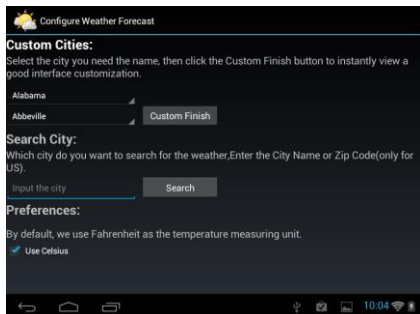 Configure Weather Forecast
Custom Cities:
Select the city you need the name, then click the Custom Finish button to instantly view a
good interface customization.
Alabama
Abbeville
Custom Finish
Search City:
Which city do you want to search for the weather,Enter the City Name or Zip Code(only for
US).
Input the city
Search
Preferences:
By default, we use Fahrenheit as the temperature measuring unit.
Use Celsius
10:04